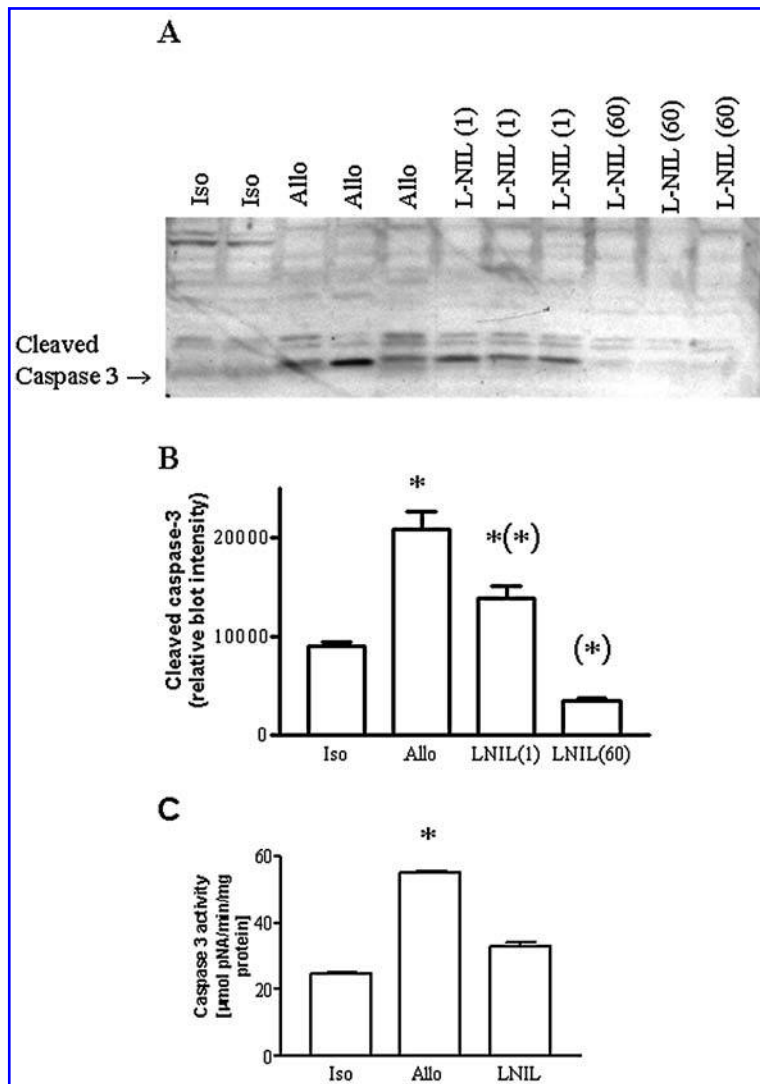 A
Iso Iso Allo Allo Allo L-NIL (1) L-NIL (1) L-NIL (1) L-NIL (60) L-NIL (60) L-NIL (60)
Cleaved
Caspase 3 →
B
Cleaved caspase-3
(relative blot intensity)
20000
10000
0
*
*(*)
(*)
Iso Allo LNIL(1) LNIL(60)
C
Caspase 3 activity
[µmol pNA/min/mg
protein]
60
40
20
0
*
Iso Allo LNIL